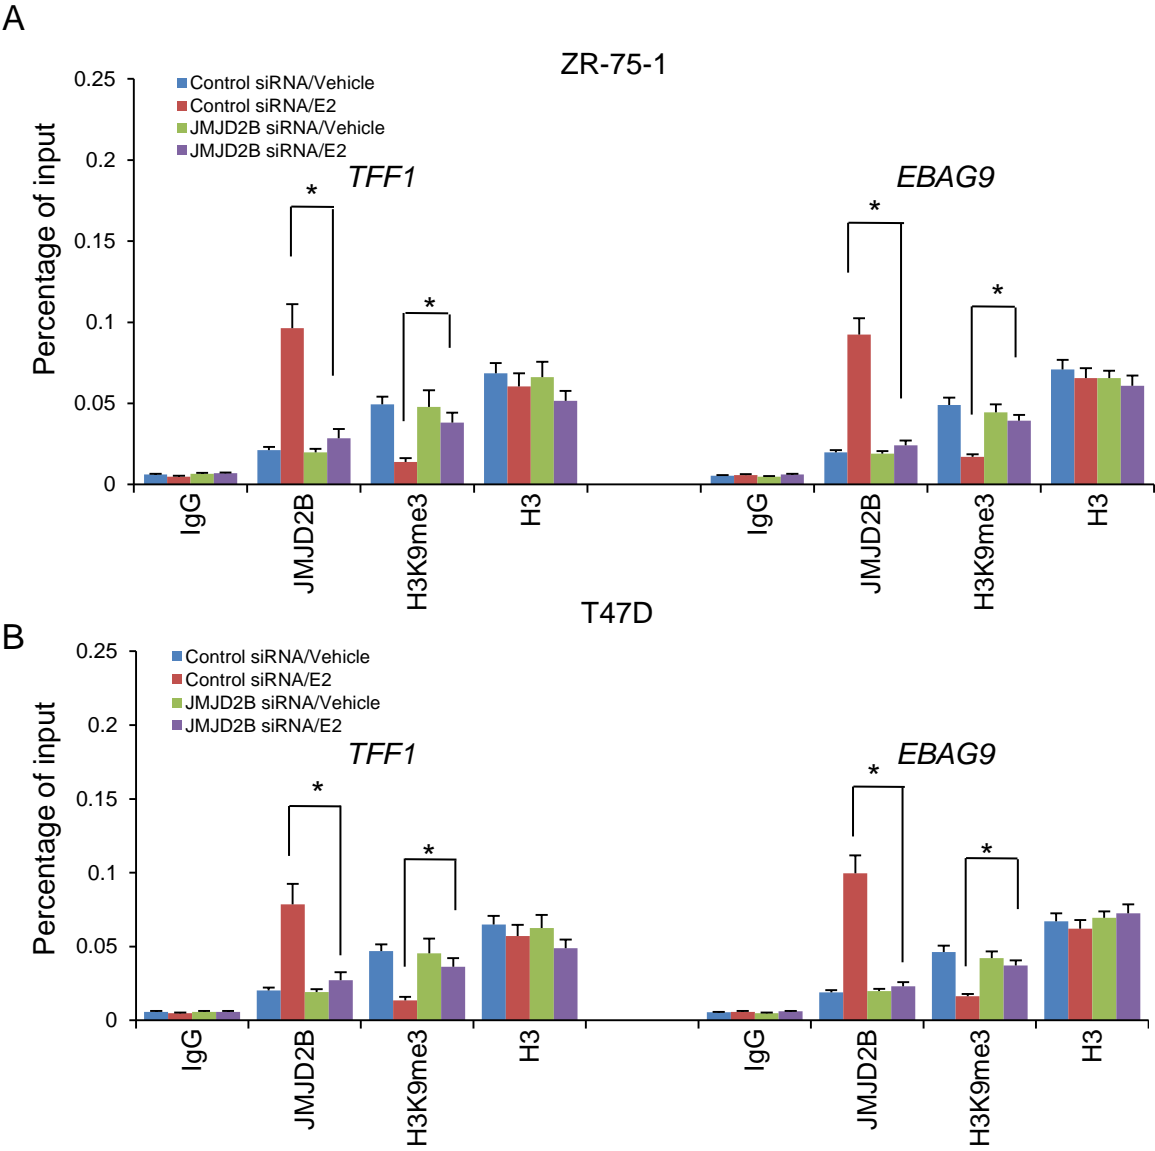 A
ZR-75-1
0.25
0.2
0.15
0.1
0.05
0
Percentage of input
Control siRNA/Vehicle
Control siRNA/E2
JMJD2B siRNA/Vehicle
JMJD2B siRNA/E2
TFF1
EBAG9
*
*
*
*
IgG
JMJD2B
H3K9me3
H3
IgG
JMJD2B
H3K9me3
H3
B
T47D
0.25
0.2
0.15
0.1
0.05
0
Percentage of input
Control siRNA/Vehicle
Control siRNA/E2
JMJD2B siRNA/Vehicle
JMJD2B siRNA/E2
TFF1
EBAG9
*
*
*
*
IgG
JMJD2B
H3K9me3
H3
IgG
JMJD2B
H3K9me3
H3